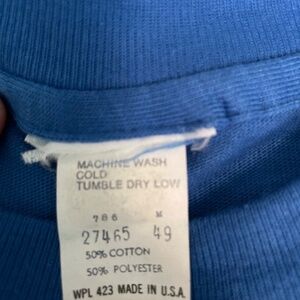 MACHINE WASH
COLD
TUMBLE DRY LOW
786 M
27465 49
50% COTTON
50% POLYESTER
WPL 423 MADE IN U.S.A.